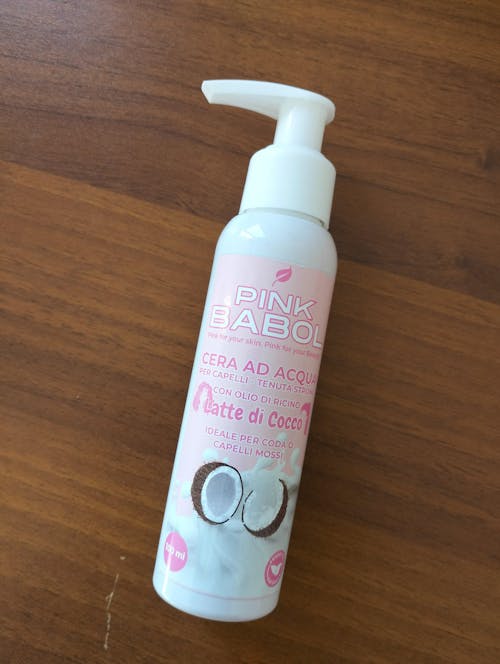 PINK
BABOL
for your skin, Pink for your
CERA AD ACQUA
PER CAPELLI TENUTA
CON OLIO DI RICINO
Latte di Cocco
IDEALE PER CODA O
CAPELLI MOSSI
ml